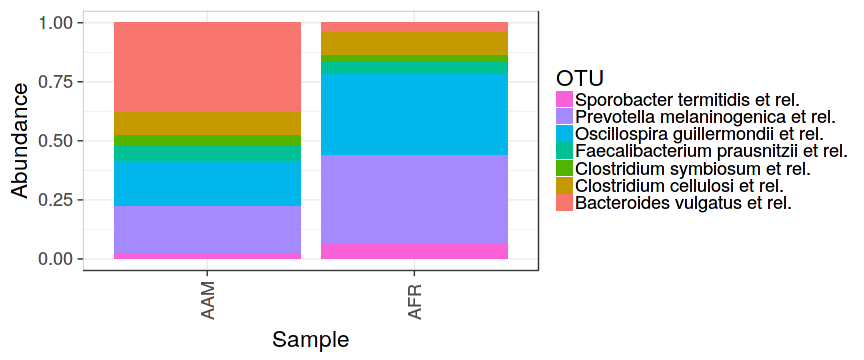 1.00
0.75
0.50
0.25
0.00
Abundance
AAM
AFR
Sample
OTU
Sporobacter termitidis et rel.
Prevotella melaninogenica et rel.
Oscillospira guillermondii et rel.
Faecalibacterium prausnitzii et rel.
Clostridium symbiosum et rel.
Clostridium cellulosi et rel.
Bacteroides vulgatus et rel.